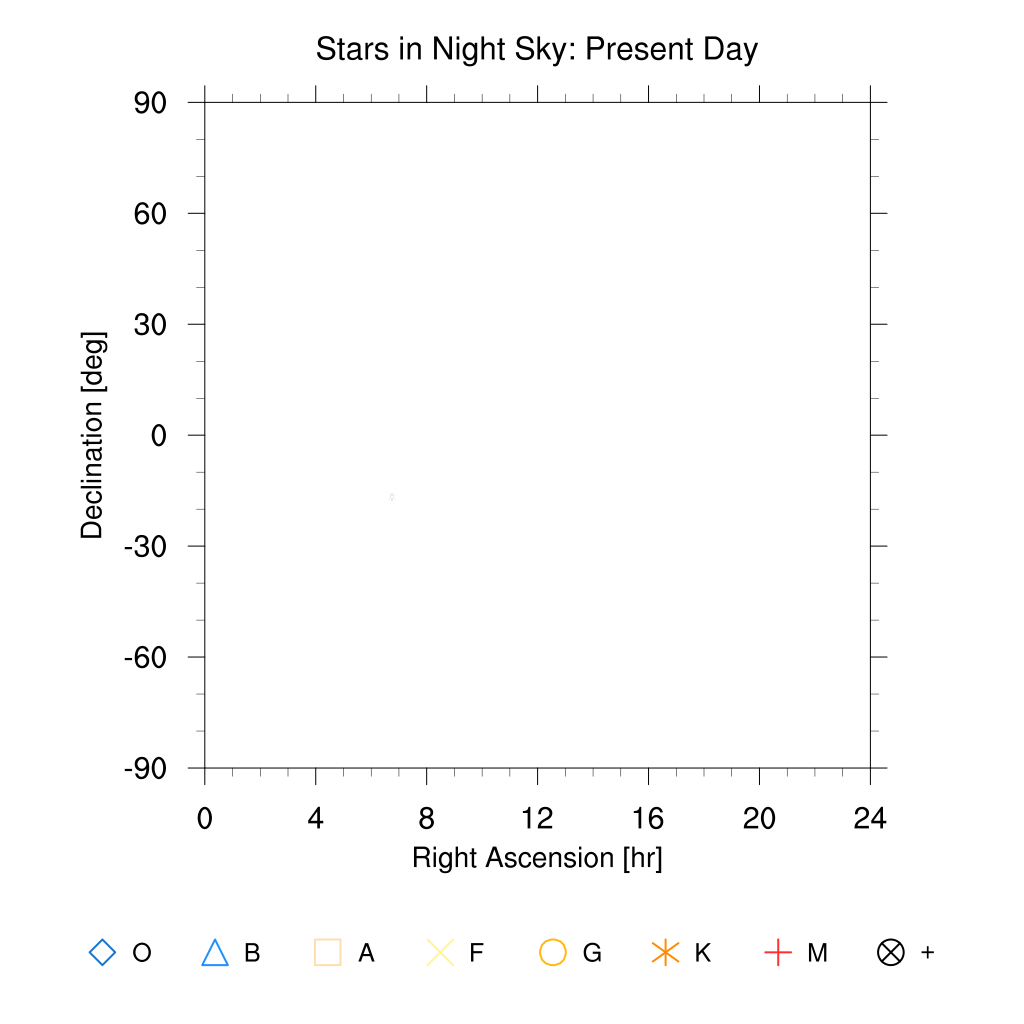 Stars in Night Sky: Present Day
90
60
30
0
-30
-60
-90
Declination [deg]
0 4 8 12 16 20 24
Right Ascension [hr]
O B A F G K M +